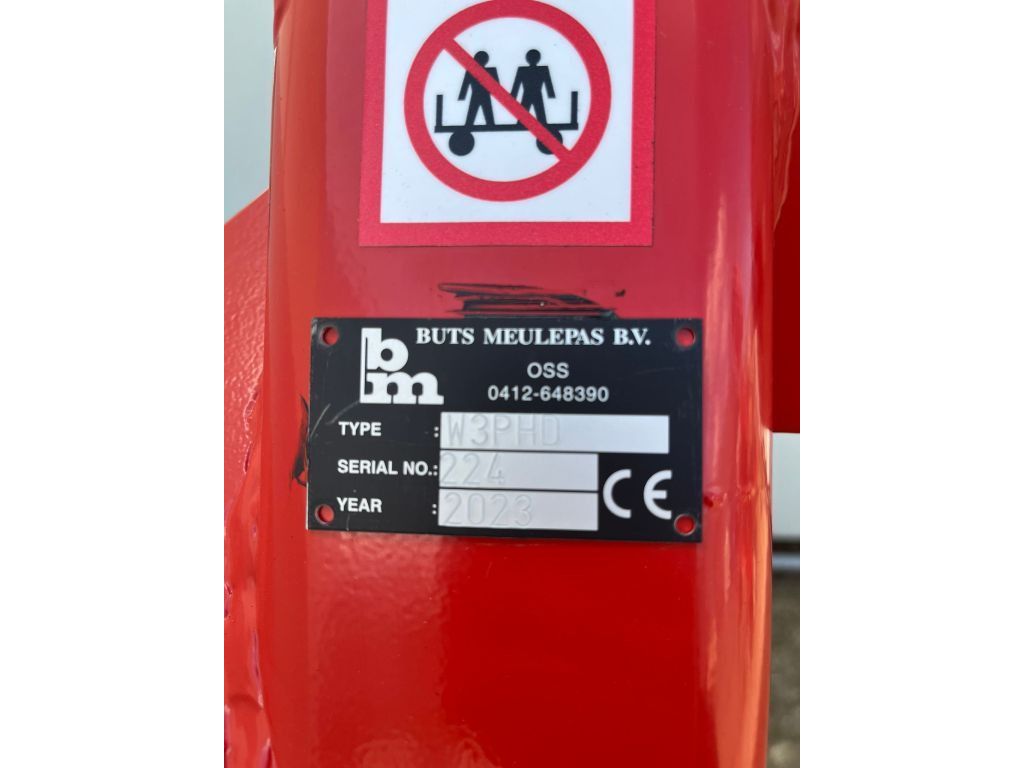 bm
BUTS MEULEPAS B.V.
OSS
0412-648390
TYPE : W3PHD
SERIAL NO.: 224
YEAR : 2023
CE